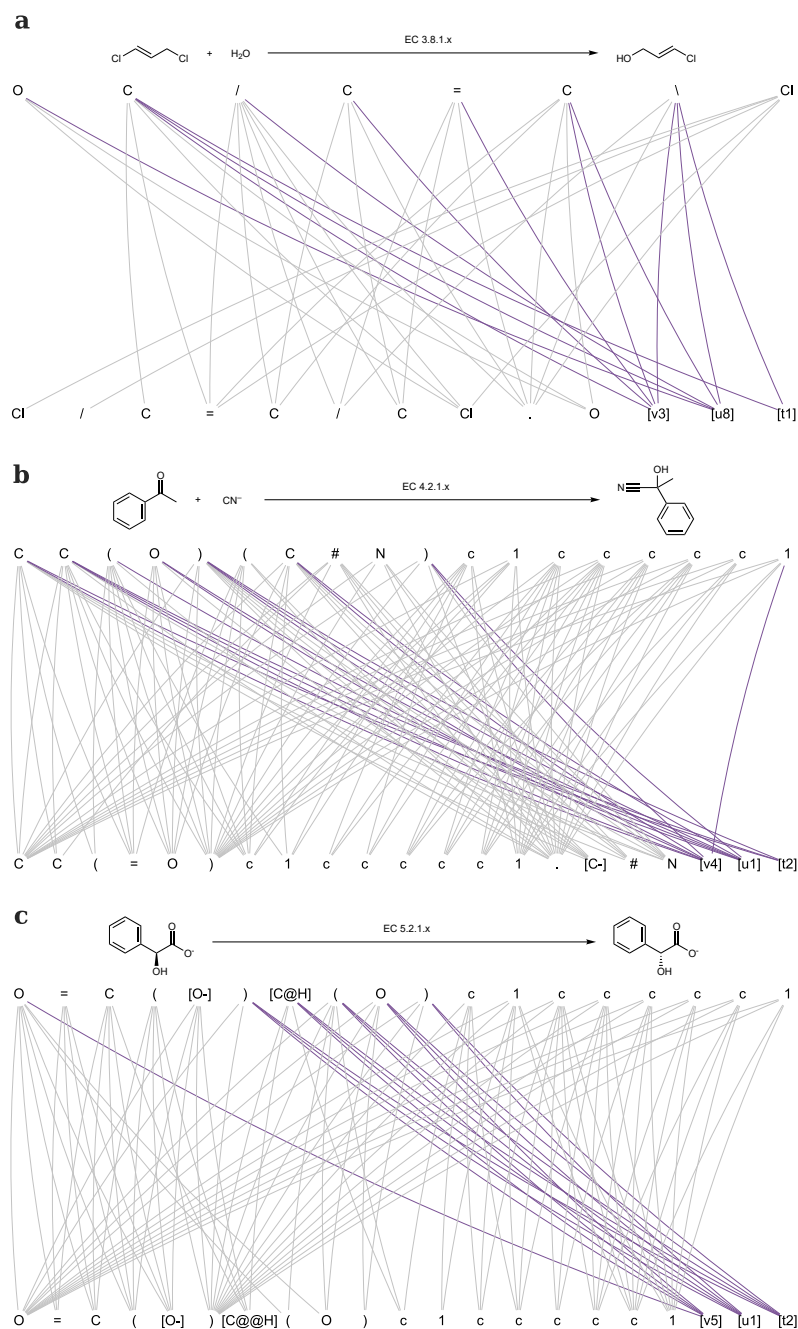 a
EC 3.8.1.x
Cl Cl + H₂O HO Cl
O C / C = C \ Cl
Cl / C = C / C Cl . O [v3] [u8] [t1]
b
EC 4.2.1.x
O + CN⁻ N OH
C C ( O ) ( C # N ) c 1 c c c c c 1
C C ( = O ) c 1 c c c c c 1 . [C-] # N [v4] [u1] [t2]
c
EC 5.2.1.x
O O⁻ OH O O⁻ OH
O = C ( [O-] ) [C@H] ( O ) c 1 c c c c c 1
O = C ( [O-] ) [C@@H] ( O ) c 1 c c c c c 1 [v5] [u1] [t2]